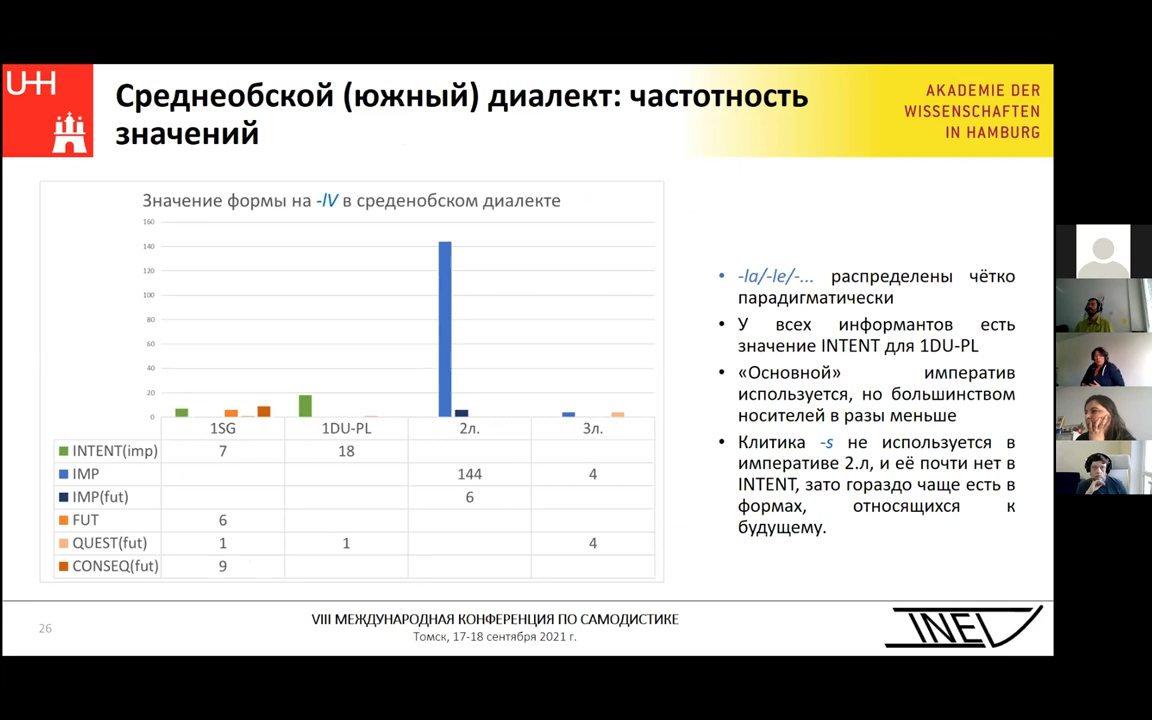 UHH
Среднеобской (южный) диалект: частотность
значений
AKADEMIE DER
WISSENSCHAFTEN
IN HAMBURG
Значение формы на -lV в среденобском диалекте
160
140
120
100
80
60
40
20
0
1SG 1DU-PL 2л. 3л.
INTENT(imp) 7 18
IMP 144 4
IMP(fut) 6
FUT 6
QUEST(fut) 1 1 4
CONSEQ(fut) 9
• -la/-le/-... распределены чётко
парадигматически
• У всех информантов есть
значение INTENT для 1DU-PL
• «Основной» императив
используется, но большинством
носителей в разы меньше
• Клитика -s не используется в
императиве 2.л, и её почти нет в
INTENT, зато гораздо чаще есть в
формах, относящихся к
будущему.
26
VIII МЕЖДУНАРОДНАЯ КОНФЕРЕНЦИЯ ПО САМОДИСТИКЕ
Томск, 17-18 сентября 2021 г.
INEL